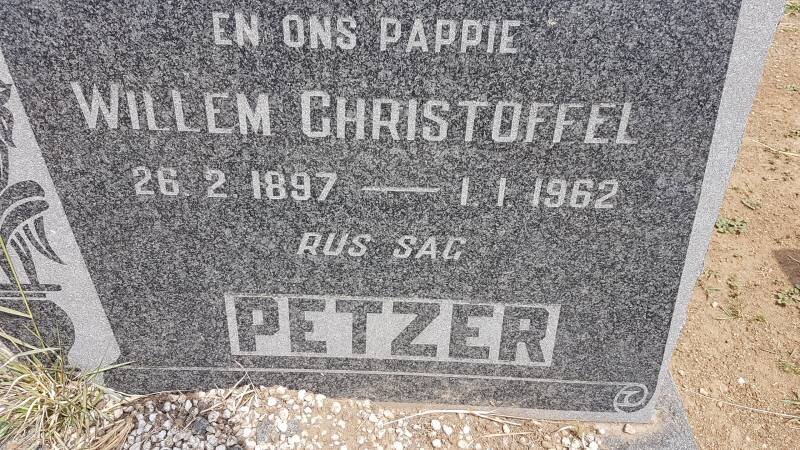 EN ONS PAPPIE
WILLEM CHRISTOFFEL
26. 2. 1897 — 1. 1. 1962
RUS SAG
PETZER